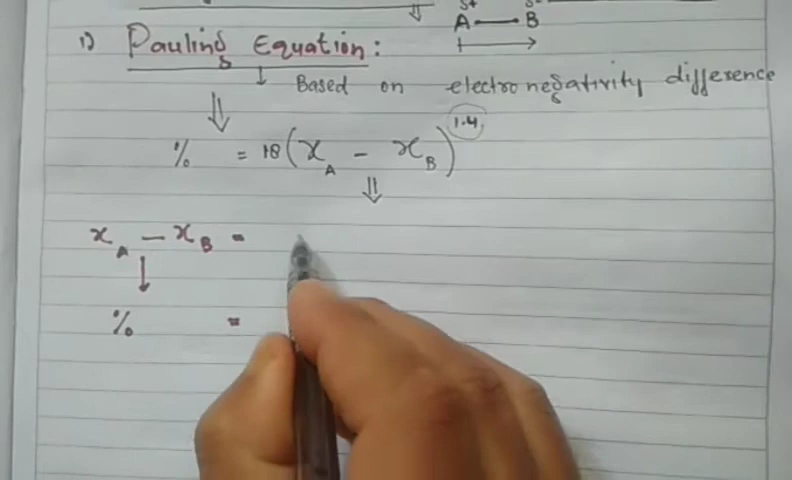 δ+ δ-
A — B
1) Pauling Equation:
↓ Based on electronegativity difference
⇓
% = 18(x_A - x_B)^1.4
⇓
x_A - x_B =
↓
% =